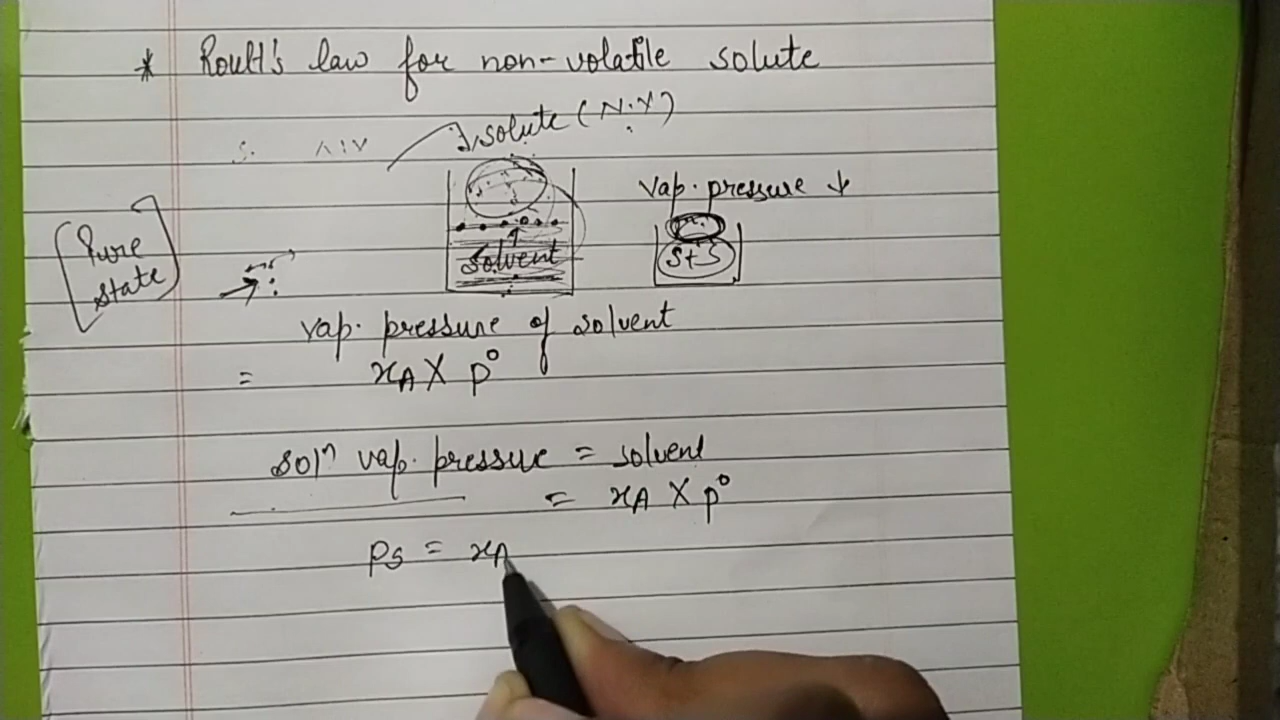 * Roult's law for non-volatile solute
solute (N.V)
vap. pressure ↓
[Pure
state]
solvent
S+S
vap. pressure of solvent
= xA X p°
soln vap. pressure = solvent
= xA X p°
ps = xA